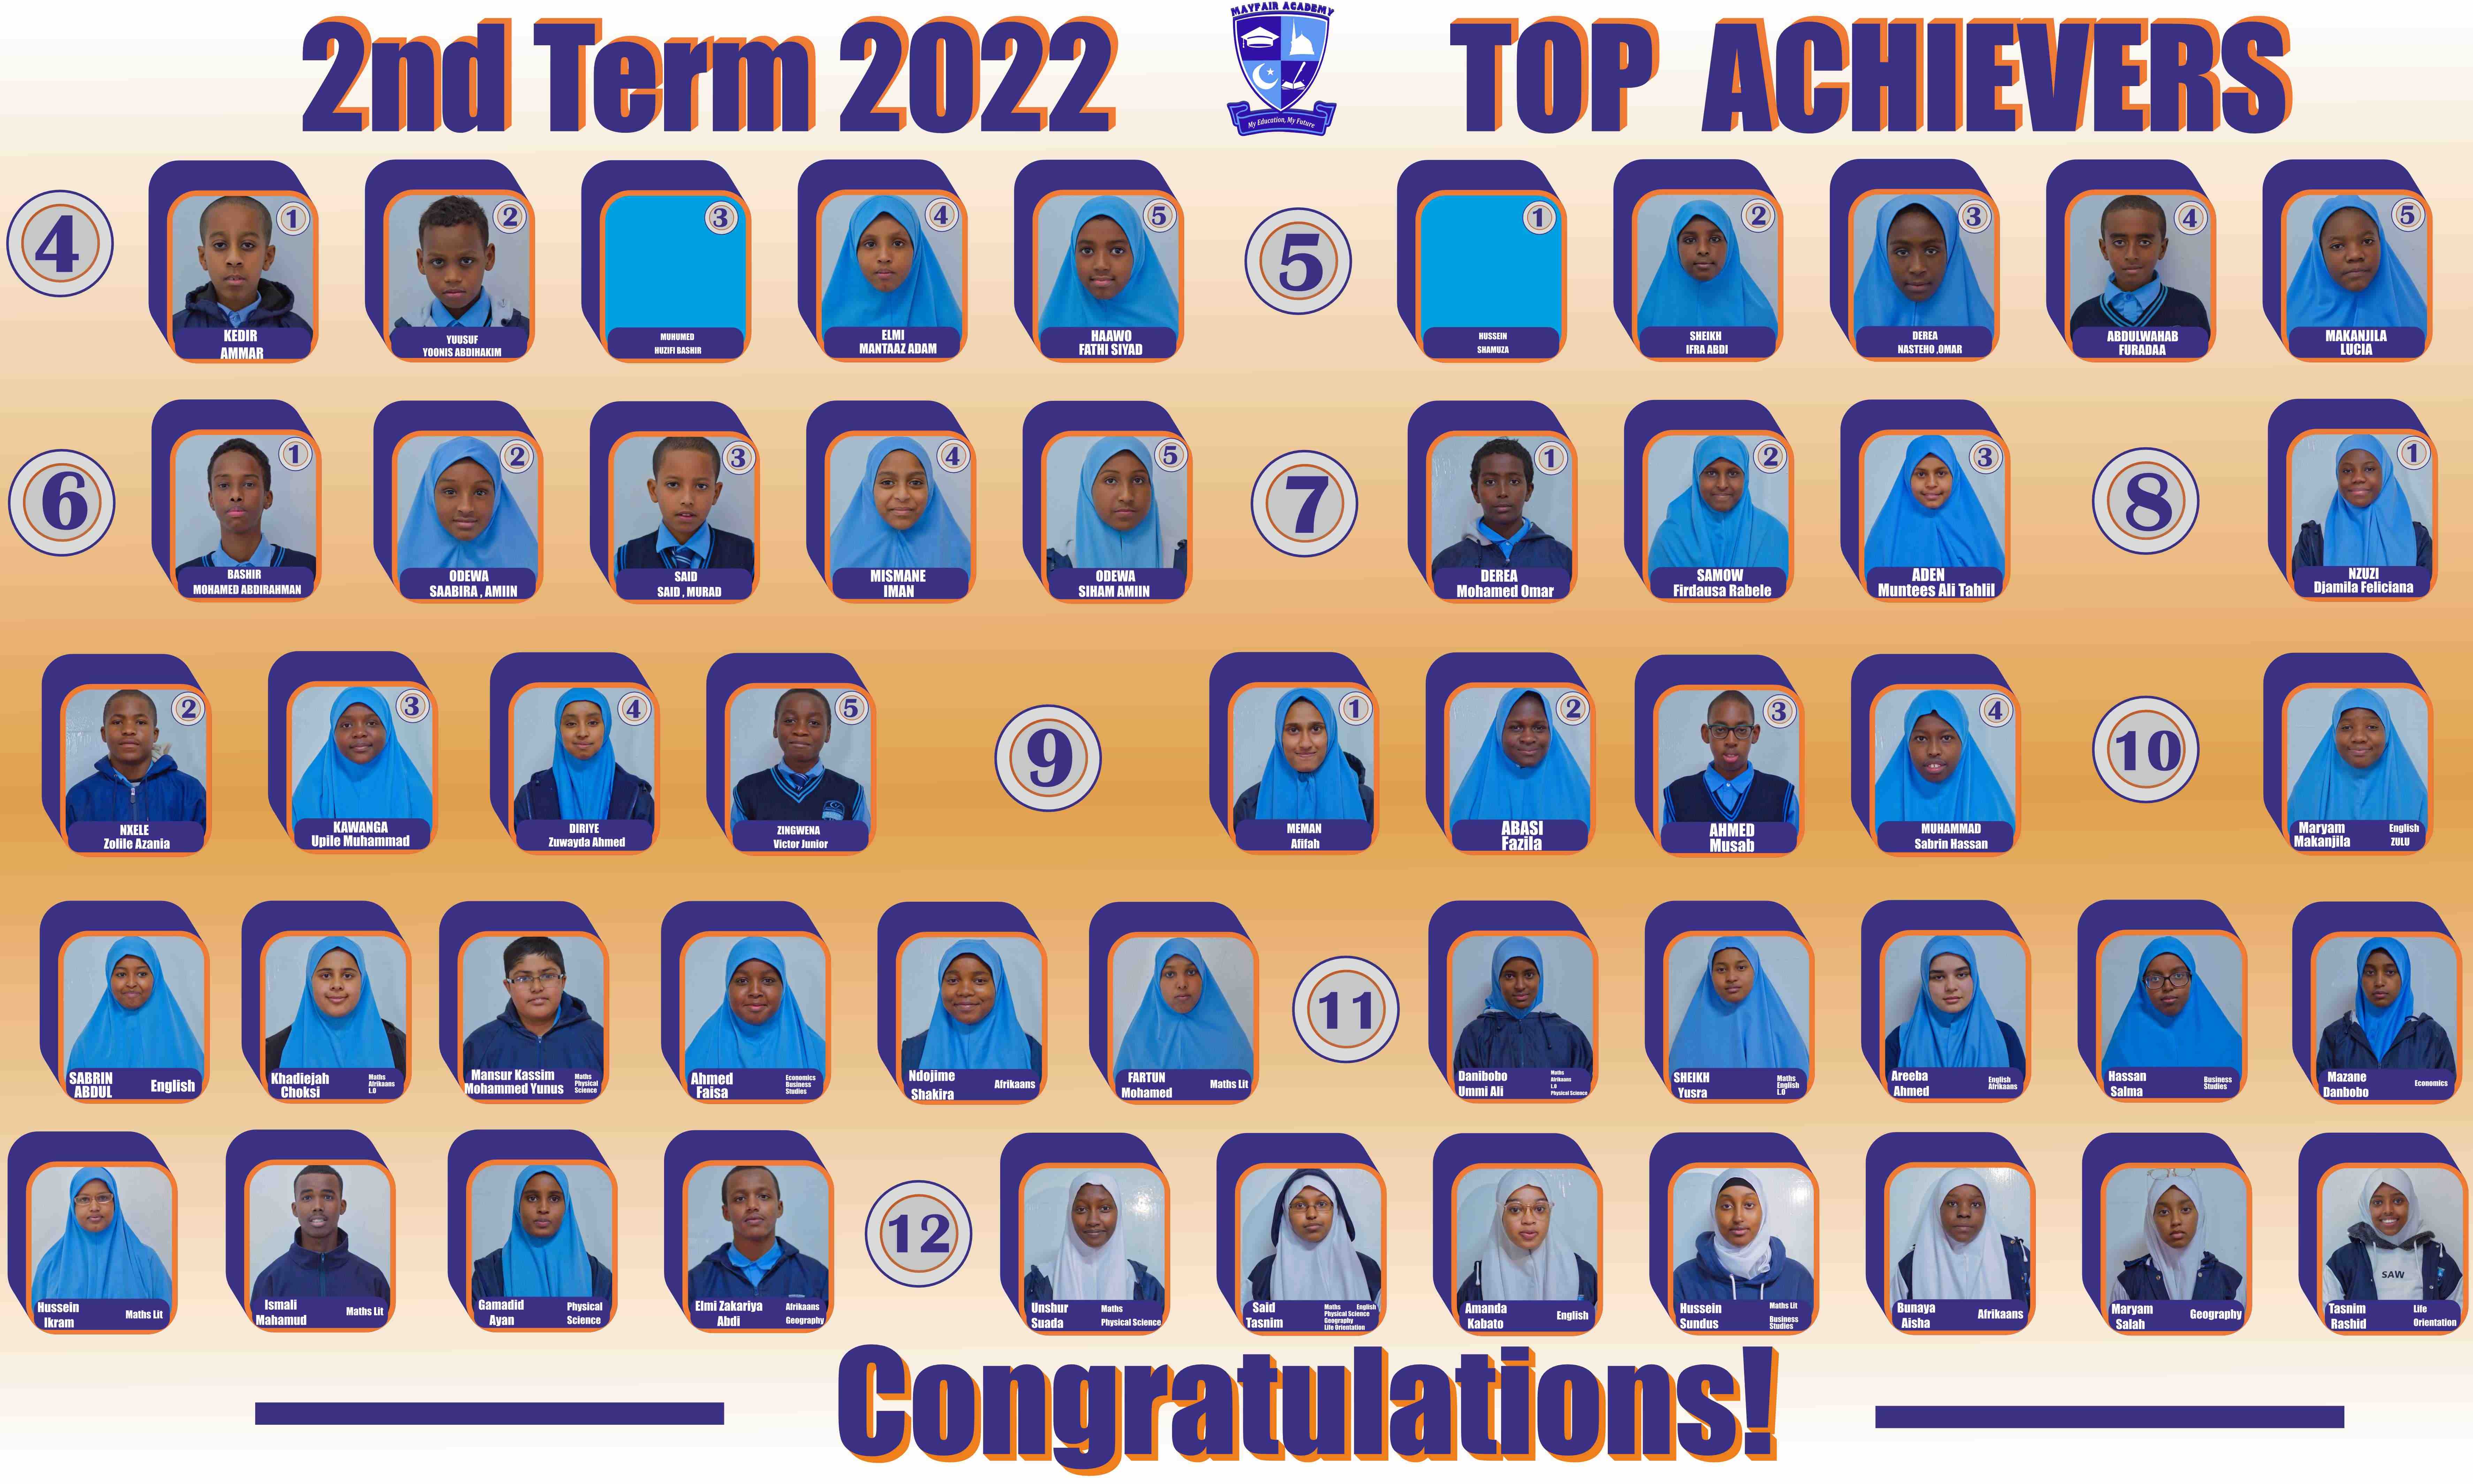 2nd Term 2022
MAYFAIR ACADEMY
My Education, My Future
TOP ACHIEVERS
4
1
KEDIR
AMMAR
2
YUUSUF
YOONIS ABDIHAKIM
3
MUHUMED
HUZIFI BASHIR
4
ELMI
MANTAAZ ADAM
5
HAAWO
FATHI SIYAD
5
1
HUSSEIN
SHAMUZA
2
SHEIKH
IFRA ABDI
3
DEREA
NASTEHO ,OMAR
4
ABDULWAHAB
FURADAA
5
MAKANJILA
LUCIA
6
1
BASHIR
MOHAMED ABDIRAHMAN
2
ODEWA
SAABIRA , AMIIN
3
SAID
SAID , MURAD
4
MISMANE
IMAN
5
ODEWA
SIHAM AMIIN
7
1
DEREA
Mohamed Omar
2
SAMOW
Firdausa Rabele
3
ADEN
Muntees Ali Tahlil
8
1
NZUZI
Djamila Feliciana
2
NXELE
Zolile Azania
3
KAWANGA
Upile Muhammad
4
DIRIYE
Zuwayda Ahmed
5
ZINGWENA
Victor Junior
9
1
MEMAN
Afifah
2
ABASI
Fazila
3
AHMED
Musab
4
MUHAMMAD
Sabrin Hassan
10
Maryam
Makanjila
English
ZULU
SABRIN
ABDUL
English
Khadiejah
Choksi
Maths
Afrikaans
L.O
Mansur Kassim
Mohammed Yunus
Maths
Physical
Science
Ahmed
Faisa
Economics
Business
Studies
Ndojime
Shakira
Afrikaans
FARTUN
Mohamed
Maths Lit
11
Danibobo
Ummi Ali
Maths
Afrikaans
L.O
Physical Science
SHEIKH
Yusra
Maths
English
L.O
Areeba
Ahmed
English
Afrikaans
Hassan
Salma
Business
Studies
Mazane
Danbobo
Economics
Hussein
Ikram
Maths Lit
Ismali
Mahamud
Maths Lit
Gamadid
Ayan
Physical
Science
Elmi Zakariya
Abdi
Afrikaans
Geography
12
Unshur
Suada
Maths
Physical Science
Said
Tasnim
Maths English
Physical Science
Geography
Life Orientation
Amanda
Kabato
English
Hussein
Sundus
Maths Lit
Business
Studies
Bunaya
Aisha
Afrikaans
Maryam
Salah
Geography
SAW
Tasnim
Rashid
Life
Orientation
Congratulations!